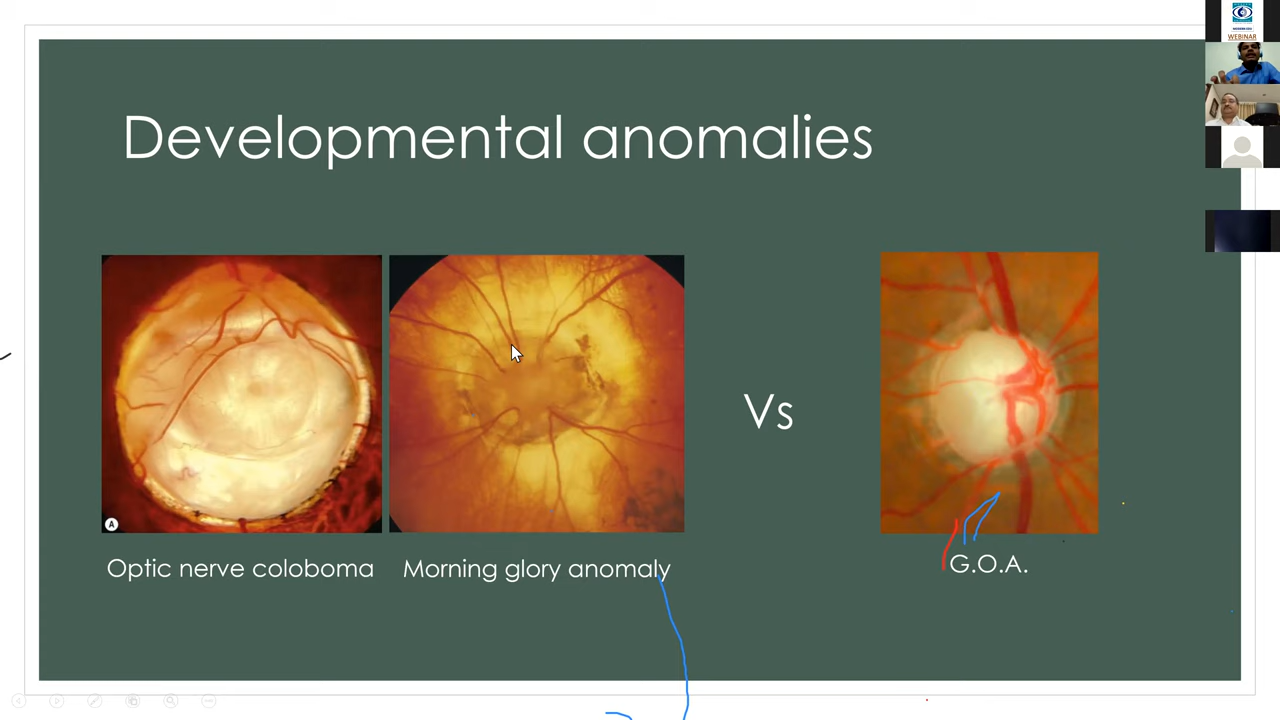 Developmental anomalies
WEBINAR
Vs
A
Optic nerve coloboma
Morning glory anomaly
G.O.A.